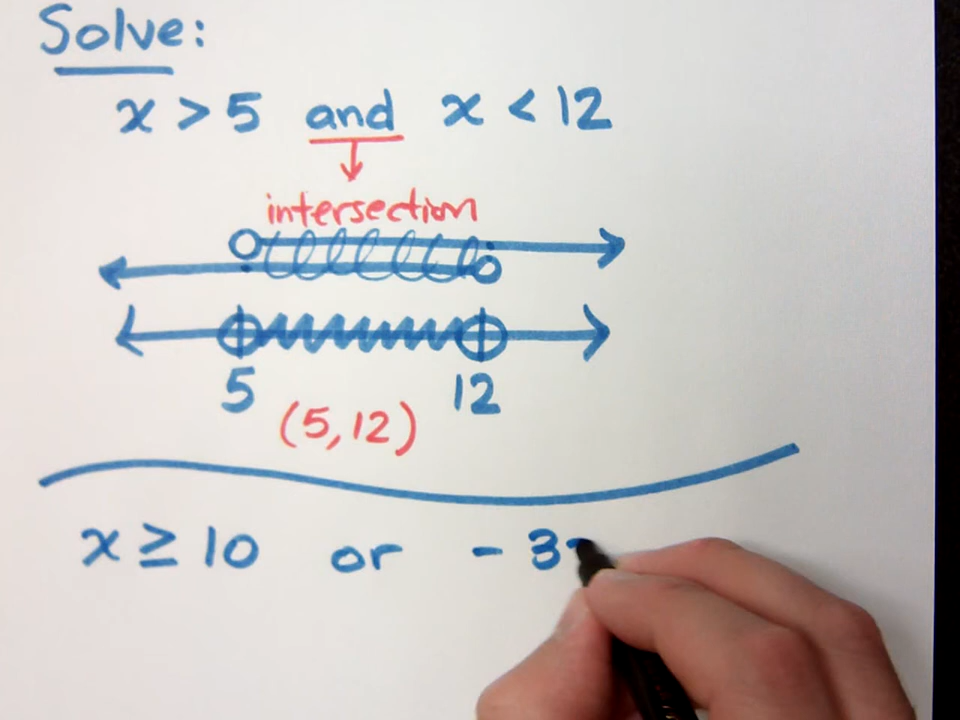 Solve:
x > 5 and x < 12
intersection
5 12
(5,12)
x ≥ 10 or - 3